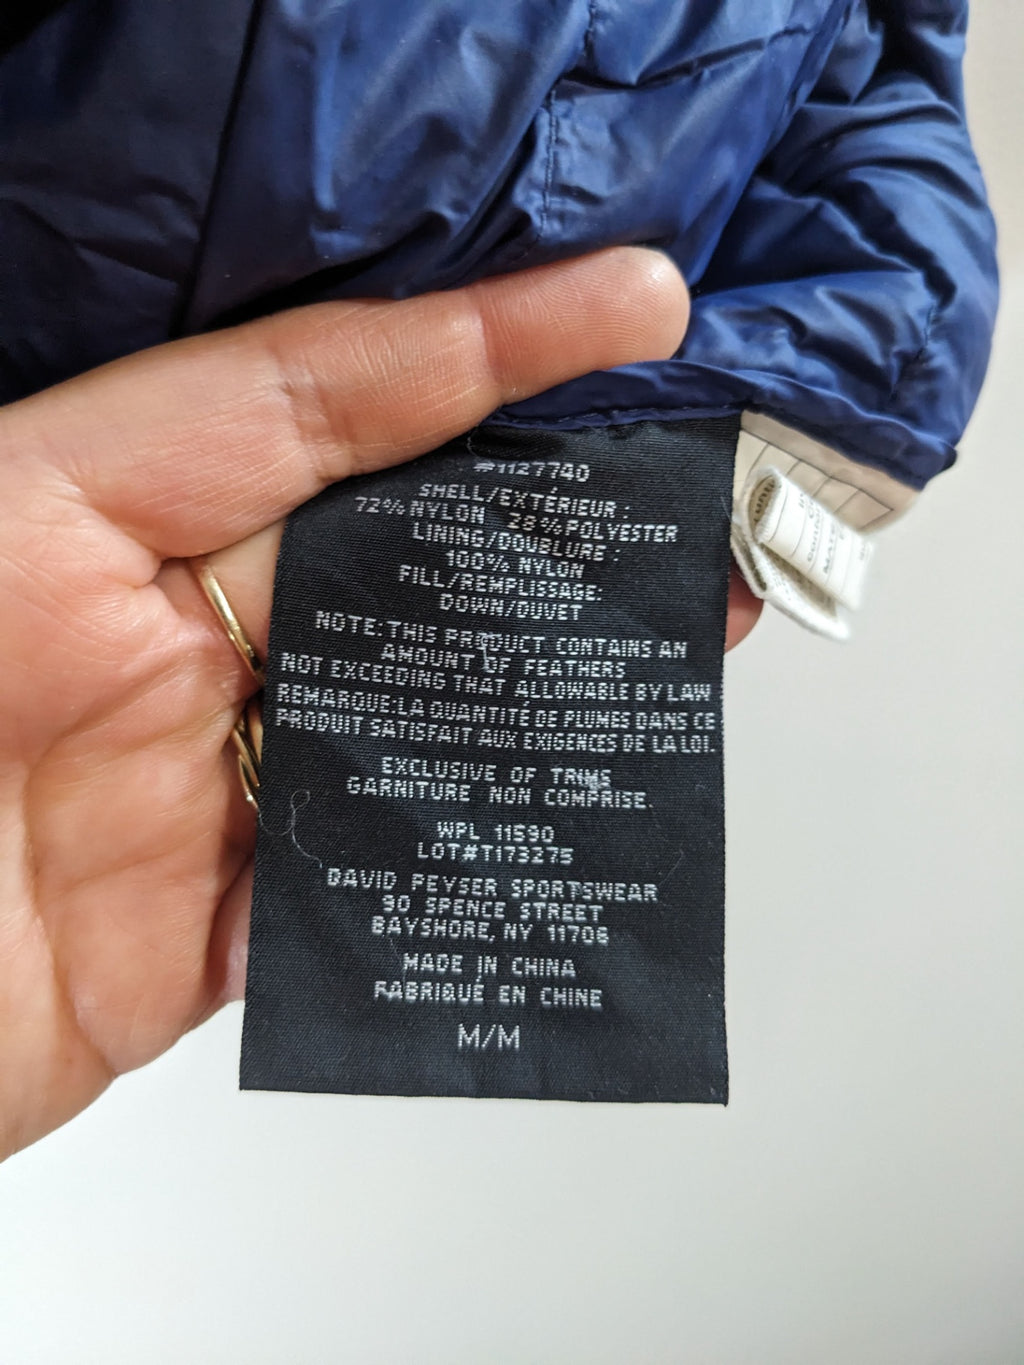 #1127740
SHELL/EXTÉRIEUR :
72% NYLON 28% POLYESTER
LINING/DOUBLURE :
100% NYLON
FILL/REMPLISSAGE:
DOWN/DUVET
NOTE: THIS PRODUCT CONTAINS AN
AMOUNT OF FEATHERS
NOT EXCEEDING THAT ALLOWABLE BY LAW
REMARQUE: LA QUANTITÉ DE PLUMES DANS CE
PRODUIT SATISFAIT AUX EXIGENCES DE LA LOI.
EXCLUSIVE OF TRIMS
GARNITURE NON COMPRISE.
WPL 11590
LOT#T173275
DAVID PEYSER SPORTSWEAR
90 SPENCE STREET
BAYSHORE, NY 11706
MADE IN CHINA
FABRIQUÉ EN CHINE
M/M